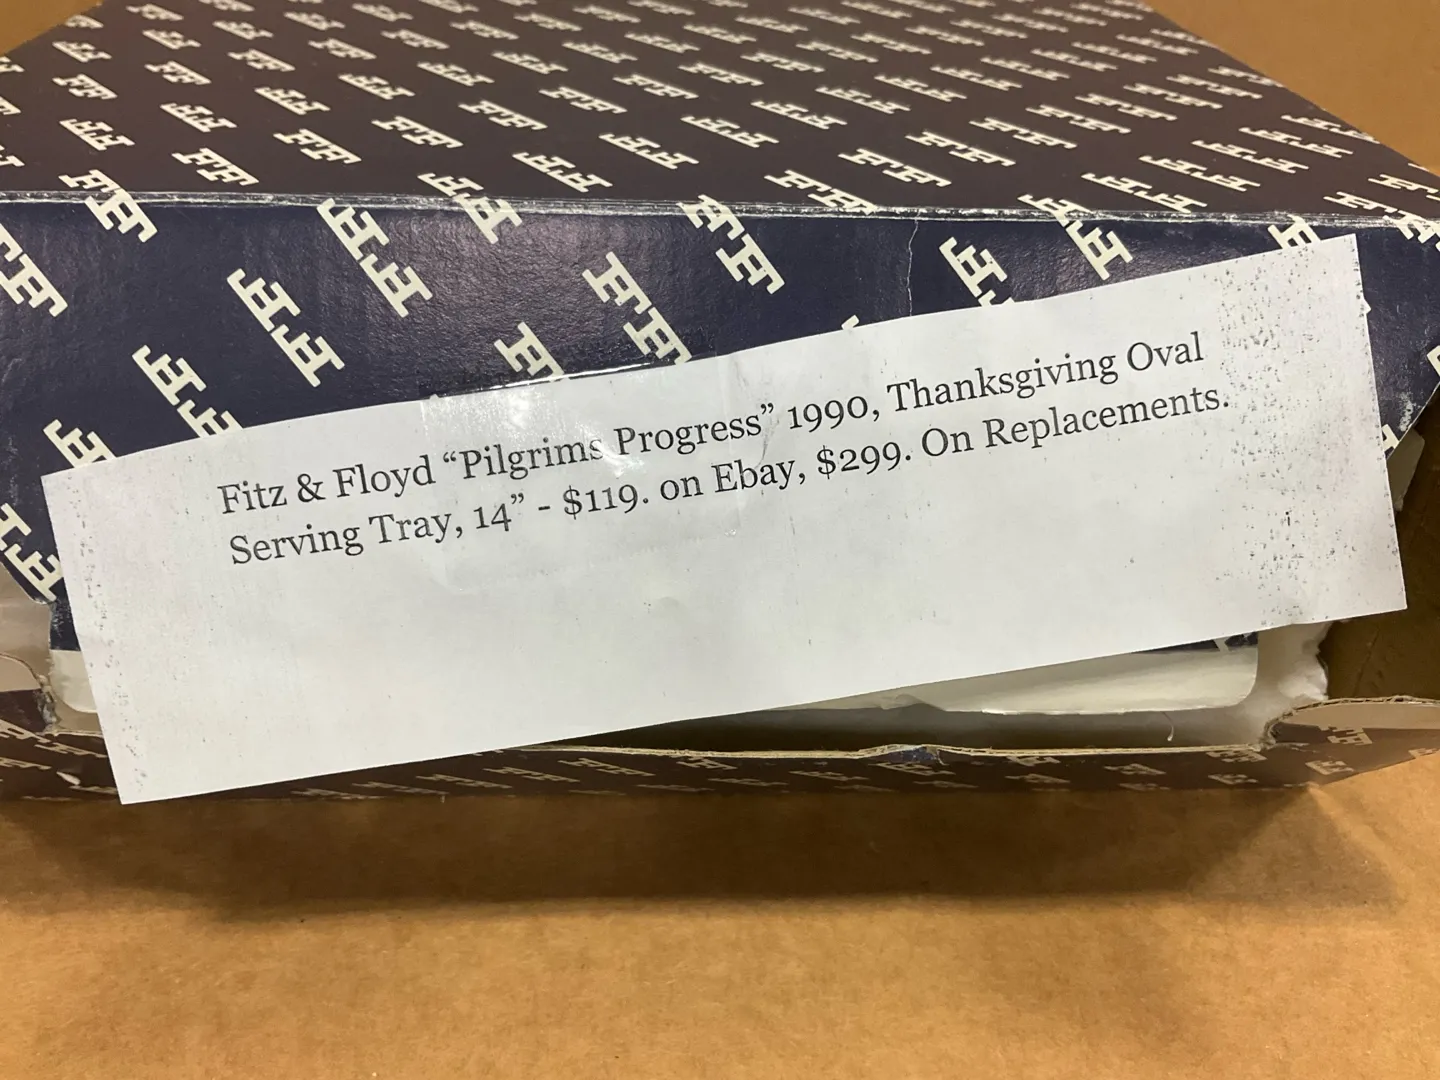 Fitz & Floyd “Pilgrims Progress” 1990, Thanksgiving Oval
Serving Tray, 14” - $119. on Ebay, $299. On Replacements.